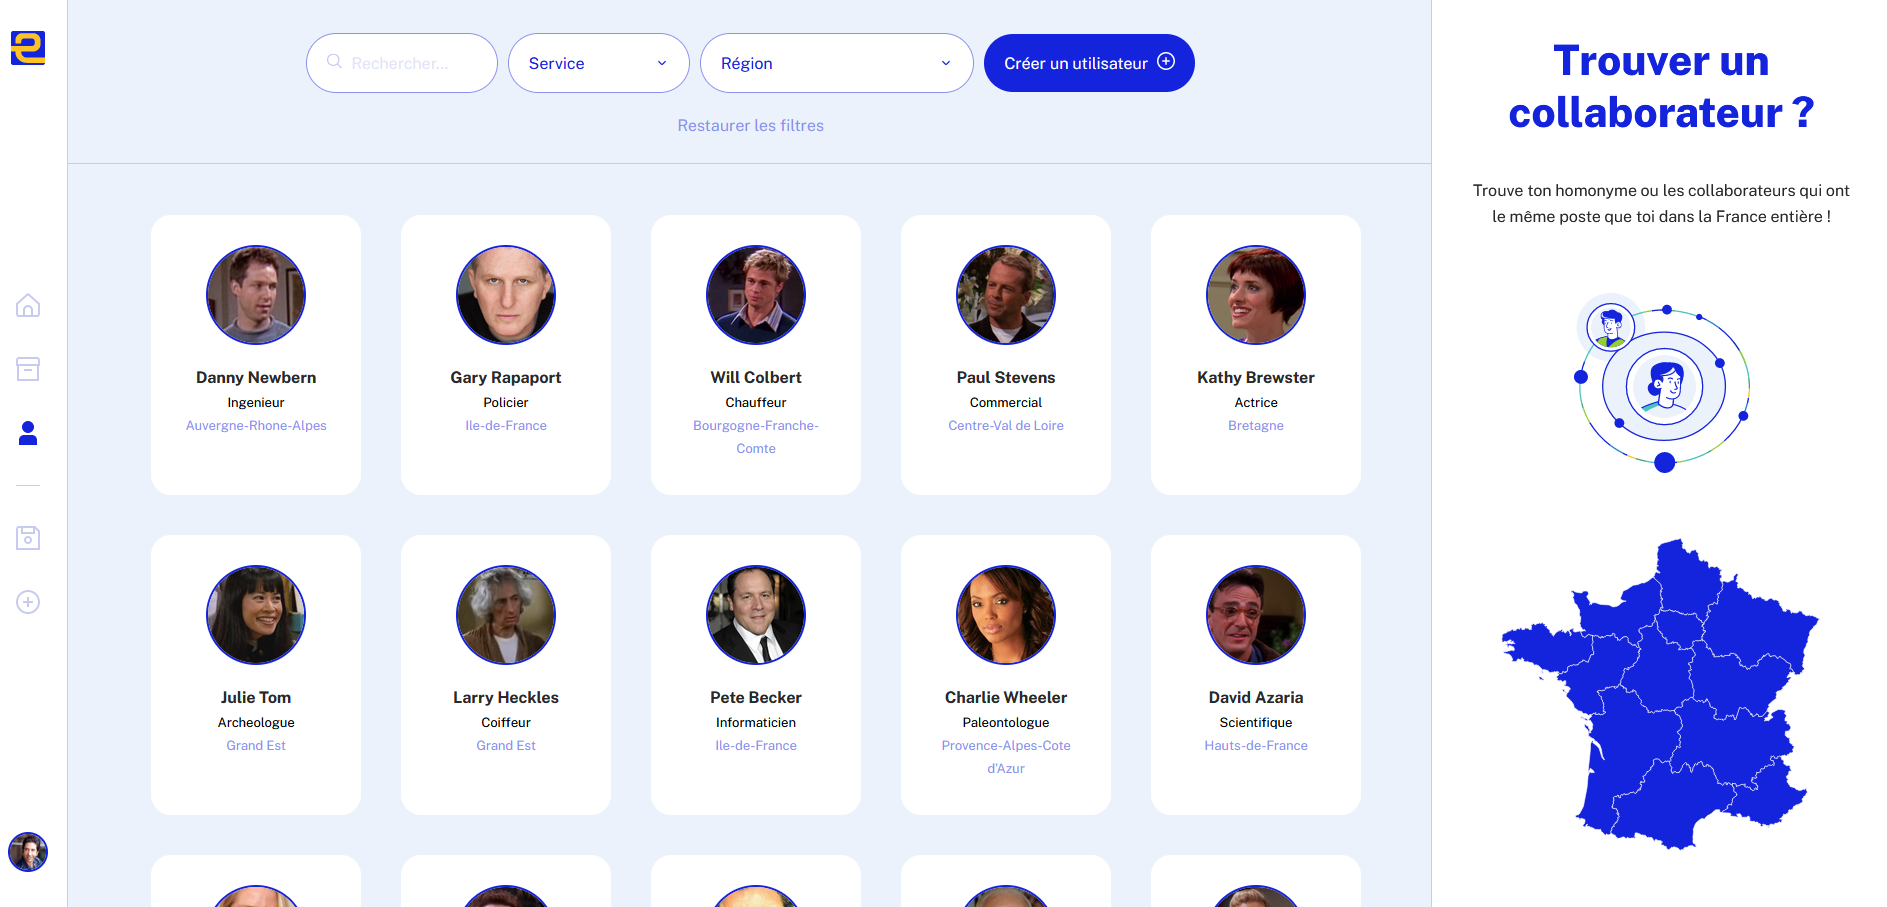 Rechercher...
Service
Région
Créer un utilisateur
Restaurer les filtres
Danny Newbern
Ingenieur
Auvergne-Rhone-Alpes
Gary Rapaport
Policier
Ile-de-France
Will Colbert
Chauffeur
Bourgogne-Franche-
Comte
Paul Stevens
Commercial
Centre-Val de Loire
Kathy Brewster
Actrice
Bretagne
Julie Tom
Archeologue
Grand Est
Larry Heckles
Coiffeur
Grand Est
Pete Becker
Informaticien
Ile-de-France
Charlie Wheeler
Paleontologue
Provence-Alpes-Cote
d'Azur
David Azaria
Scientifique
Hauts-de-France
Trouver un
collaborateur ?
Trouve ton homonyme ou les collaborateurs qui ont
le même poste que toi dans la France entière !